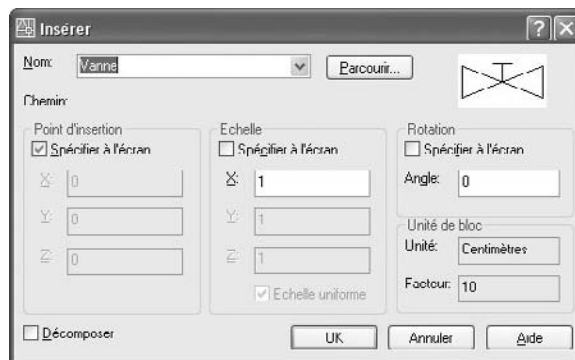 Insérer
Nom: Vanne Parcourir...
Chemin:
Point d'insertion
Spécifier à l'écran
X: 0
Y: 0
Z: 0
Echelle
Spécifier à l'écran
X: 1
Y: 1
Z: 1
Echelle uniforme
Rotation
Spécifier à l'écran
Angle: 0
Unité de bloc
Unité: Centimètres
Facteur: 10
Décomposer
OK Annuler Aide